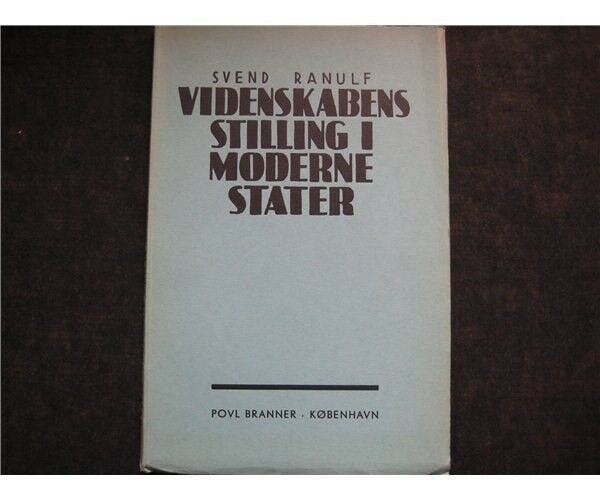 SVEND RANULF
VIDENSKABENS
STILLING I
MODERNE
STATER
POVL BRANNER · KØBENHAVN